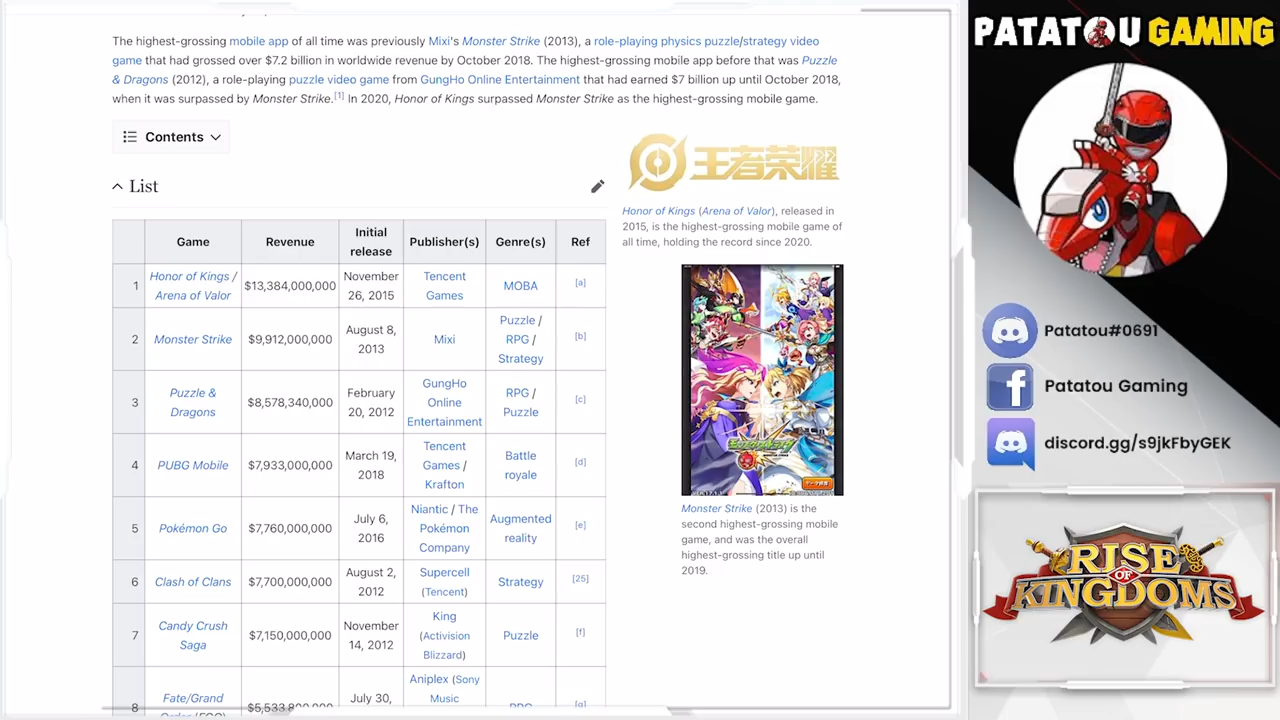 The highest-grossing mobile app of all time was previously Mixi's Monster Strike (2013), a role-playing physics puzzle/strategy video
game that had grossed over $7.2 billion in worldwide revenue by October 2018. The highest-grossing mobile app before that was Puzzle
& Dragons (2012), a role-playing puzzle video game from GungHo Online Entertainment that had earned $7 billion up until October 2018,
when it was surpassed by Monster Strike.[1] In 2020, Honor of Kings surpassed Monster Strike as the highest-grossing mobile game.
Contents
List
Game Revenue Initial release Publisher(s) Genre(s) Ref
1 Honor of Kings / Arena of Valor $13,384,000,000 November 26, 2015 Tencent Games MOBA [a]
2 Monster Strike $9,912,000,000 August 8, 2013 Mixi Puzzle / RPG / Strategy [b]
3 Puzzle & Dragons $8,578,340,000 February 20, 2012 GungHo Online Entertainment RPG / Puzzle [c]
4 PUBG Mobile $7,933,000,000 March 19, 2018 Tencent Games / Krafton Battle royale [d]
5 Pokémon Go $7,760,000,000 July 6, 2016 Niantic / The Pokémon Company Augmented reality [e]
6 Clash of Clans $7,700,000,000 August 2, 2012 Supercell (Tencent) Strategy [25]
7 Candy Crush Saga $7,150,000,000 November 14, 2012 King (Activision Blizzard) Puzzle [f]
8 Fate/Grand July 30, Aniplex (Sony Music
王者荣耀
Honor of Kings (Arena of Valor), released in
2015, is the highest-grossing mobile game of
all time, holding the record since 2020.
Monster Strike (2013) is the
second highest-grossing mobile
game, and was the overall
highest-grossing title up until
2019.
PATATOU GAMING
Patatou#0691
Patatou Gaming
discord.gg/s9jkFbyGEK
RISE
OF
KINGDOMS